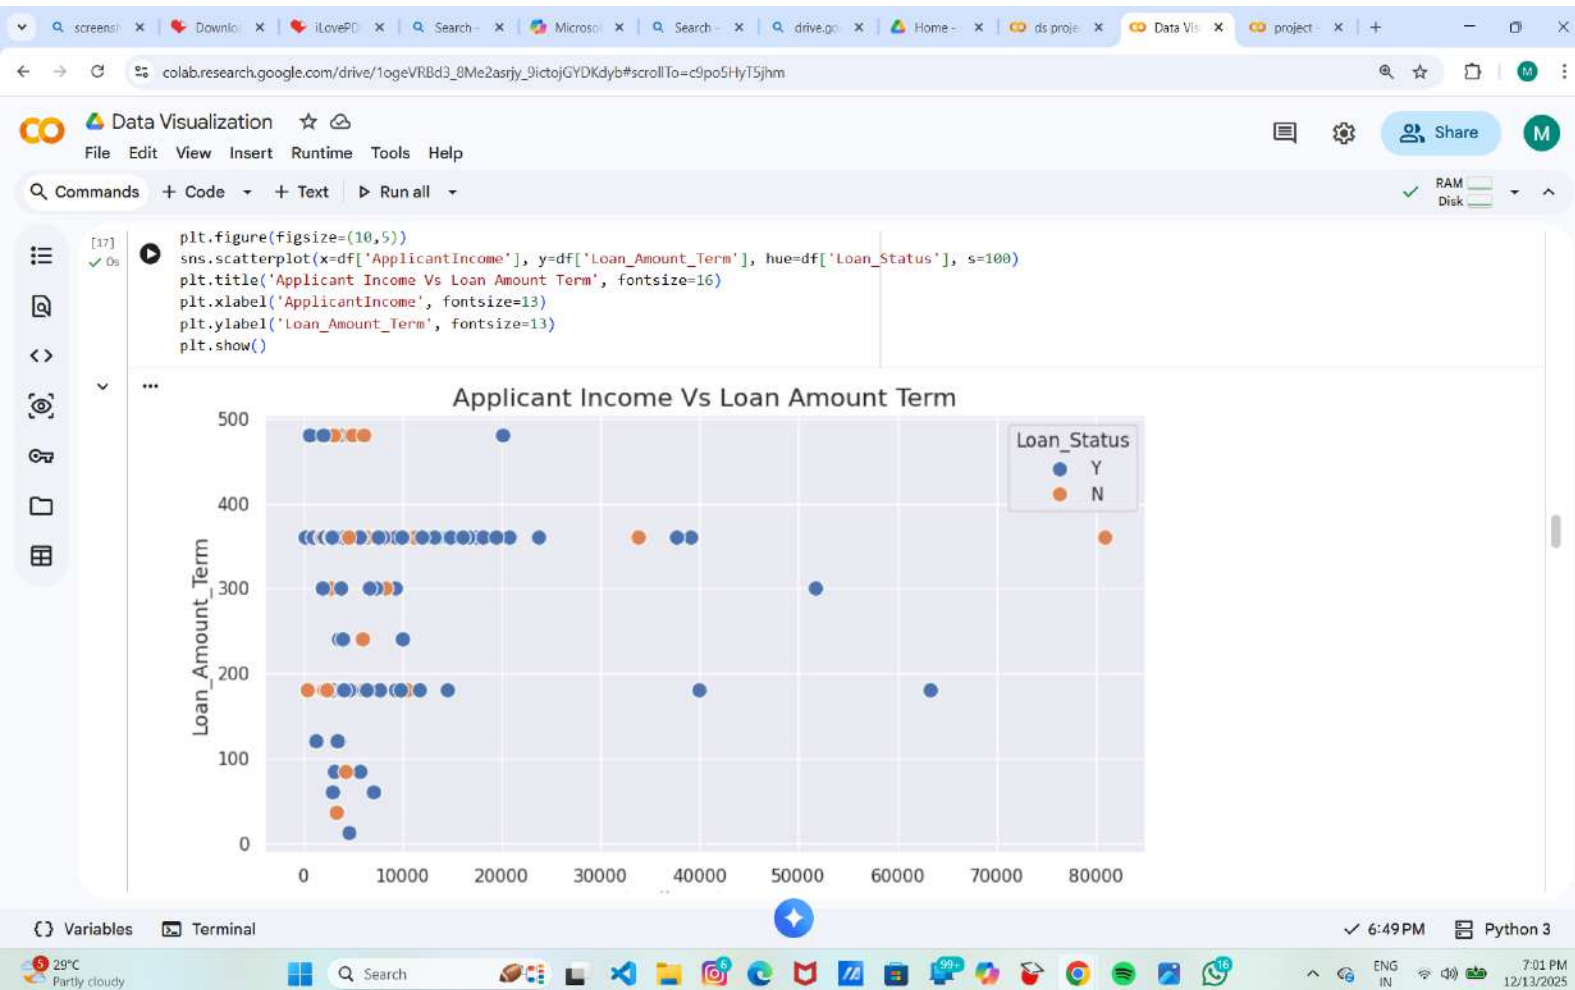 screensh
Downlo
iLovePD
Search -
Microso
Search -
drive.go
Home -
ds proje
Data Vis
project -
colab.research.google.com/drive/1ogeVRBd3_8Me2asrjy_9ictojGYDKdyb#scrollTo=c9po5HyT5jhm
M
Data Visualization
Share
M
File Edit View Insert Runtime Tools Help
Commands + Code + Text Run all
RAM
Disk
[17]
0s
plt.figure(figsize=(10,5))
sns.scatterplot(x=df['ApplicantIncome'], y=df['Loan_Amount_Term'], hue=df['Loan_Status'], s=100)
plt.title('Applicant Income Vs Loan Amount Term', fontsize=16)
plt.xlabel('ApplicantIncome', fontsize=13)
plt.ylabel('Loan_Amount_Term', fontsize=13)
plt.show()
Applicant Income Vs Loan Amount Term
Loan_Status
Y
N
Loan_Amount_Term
500
400
300
200
100
0
0 10000 20000 30000 40000 50000 60000 70000 80000
Variables Terminal
6:49 PM Python 3
5
29°C
Partly cloudy
Search
6
99+
16
ENG
IN
7:01 PM
12/13/2025